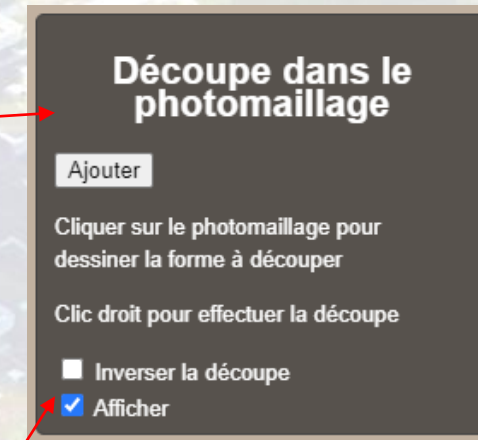 Découpe dans le
photomaillage
Ajouter
Cliquer sur le photomaillage pour
dessiner la forme à découper
Clic droit pour effectuer la découpe
Inverser la découpe
Afficher